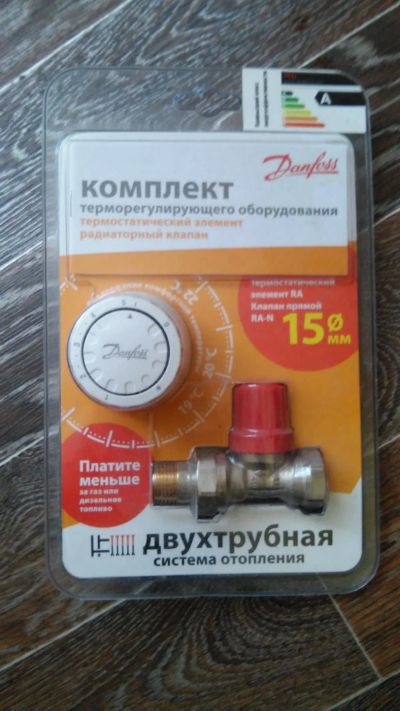 A
Danfoss
комплект
терморегулирующего оборудования
термостатический элемент
радиаторный клапан
Термостатический
элемент RA
Клапан прямой
RA-N
15 Ø
мм
22°C
20°C
19°C
Danfoss
Платите
меньше
за газ или
дизельное
топливо
двухтрубная
система отопления